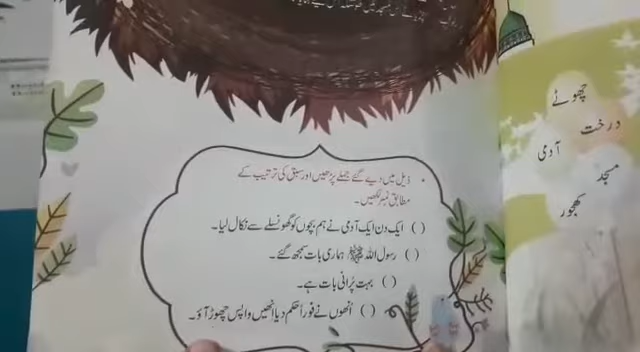 ذیل میں دیے گئے جملے پڑھیں اور سبق کی ترتیب کے
مطابق نمبر لکھیں۔
( ) ایک دن ایک آدمی نے ہم بچوں کو گھونسلے سے نکال لیا۔
( ) رسول اللہ ﷺ ہماری بات سمجھ گئے۔
( ) بہت پُرانی بات ہے۔
( ) اُنھوں نے فوراً حکم دیا انھیں واپس چھوڑ آؤ۔
چھوٹے
درخت
آدمی
مسجد
کھجور